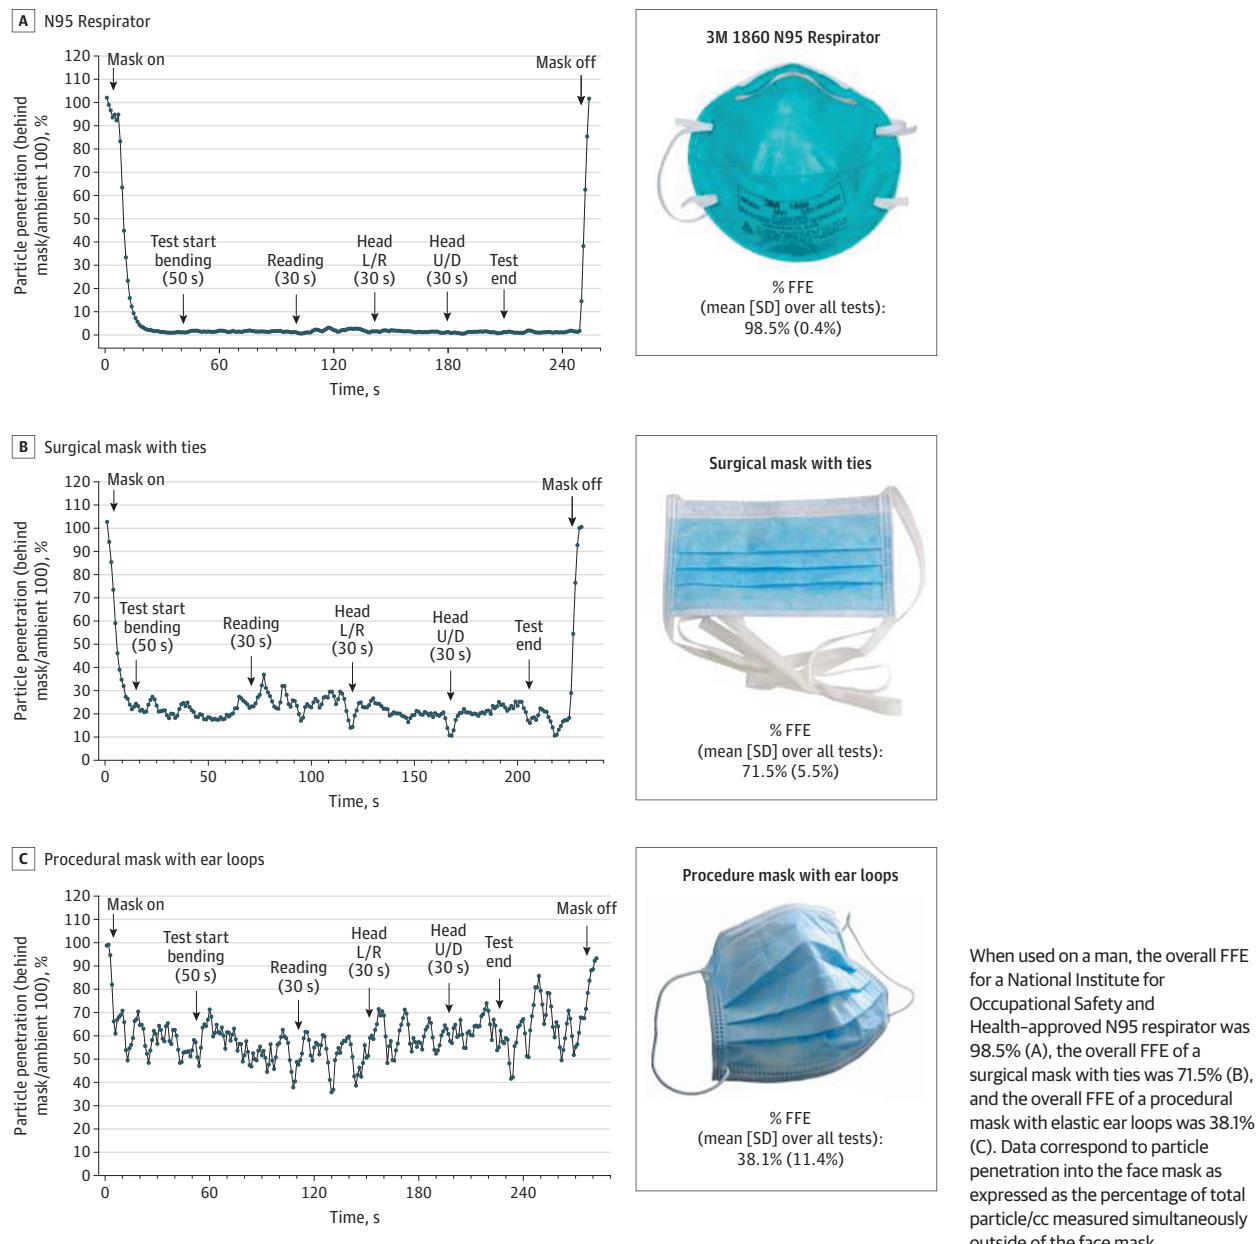 A N95 Respirator
Particle penetration (behind
mask/ambient 100), %
120
110
100
90
80
70
60
50
40
30
20
10
0
Mask on
Test start
bending
(50 s)
Reading
(30 s)
Head
L/R
(30 s)
Head
U/D
(30 s)
Test
end
Mask off
0 60 120 180 240
Time, s
3M 1860 N95 Respirator
3M 1860
% FFE
(mean [SD] over all tests):
98.5% (0.4%)
B Surgical mask with ties
Particle penetration (behind
mask/ambient 100), %
120
110
100
90
80
70
60
50
40
30
20
10
0
Mask on
Test start
bending
(50 s)
Reading
(30 s)
Head
L/R
(30 s)
Head
U/D
(30 s)
Test
end
Mask off
0 50 100 150 200
Time, s
Surgical mask with ties
% FFE
(mean [SD] over all tests):
71.5% (5.5%)
C Procedural mask with ear loops
Particle penetration (behind
mask/ambient 100), %
120
110
100
90
80
70
60
50
40
30
20
10
0
Mask on
Test start
bending
(50 s)
Reading
(30 s)
Head
L/R
(30 s)
Head
U/D
(30 s)
Test
end
Mask off
0 60 120 180 240
Time, s
Procedure mask with ear loops
% FFE
(mean [SD] over all tests):
38.1% (11.4%)
When used on a man, the overall FFE
for a National Institute for
Occupational Safety and
Health–approved N95 respirator was
98.5% (A), the overall FFE of a
surgical mask with ties was 71.5% (B),
and the overall FFE of a procedural
mask with elastic ear loops was 38.1%
(C). Data correspond to particle
penetration into the face mask as
expressed as the percentage of total
particle/cc measured simultaneously
outside of the face mask